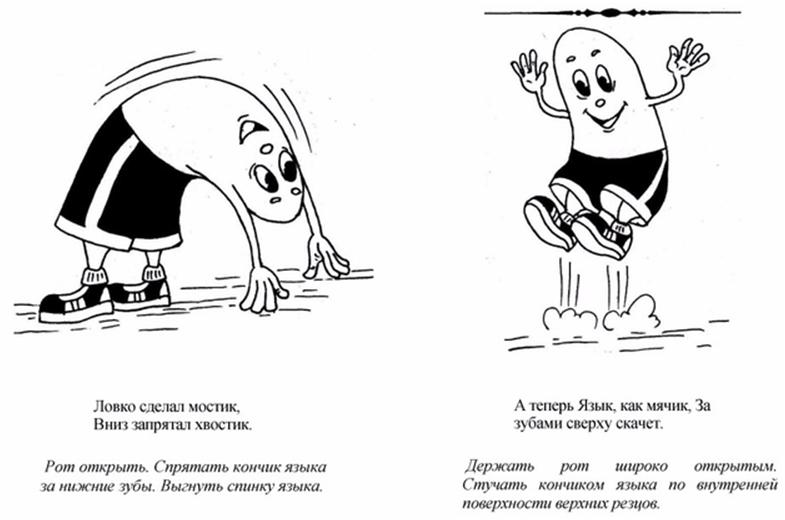 Ловко сделал мостик,
Вниз запрятал хвостик.
Рот открыть. Спрятать кончик языка
за нижние зубы. Выгнуть спинку языка.
А теперь Язык, как мячик, За
зубами сверху скачет.
Держать рот широко открытым.
Стучать кончиком языка по внутренней
поверхности верхних резцов.